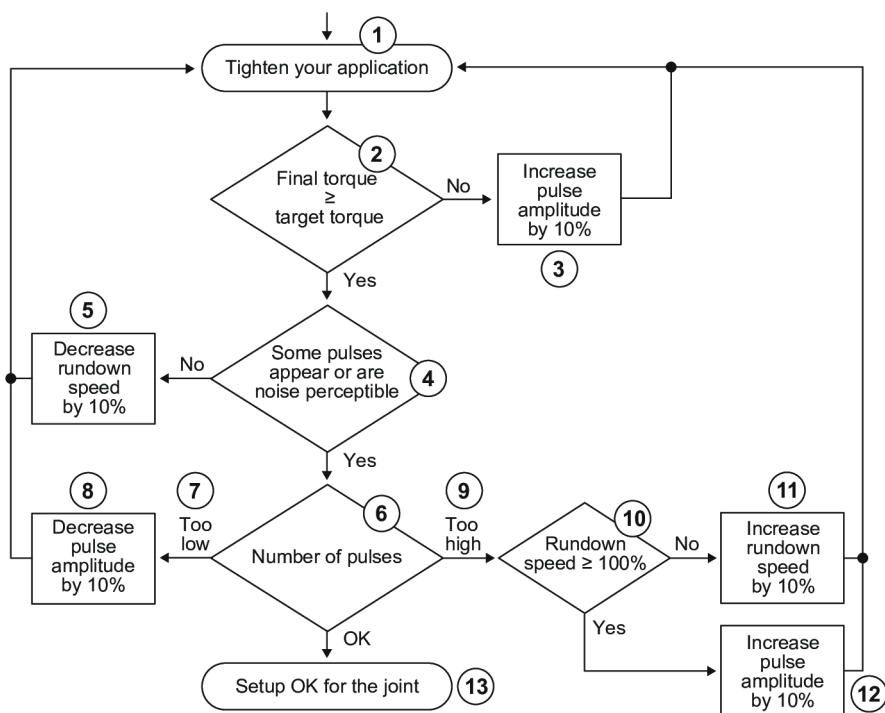 1
Tighten your application
2
Final torque
≥
target torque
No
Increase
pulse
amplitude
by 10%
3
Yes
5
Decrease
rundown
speed
by 10%
No
Some pulses
appear or are
noise perceptible
4
Yes
8
Decrease
pulse
amplitude
by 10%
7
Too
low
6
Number of pulses
9
Too
high
10
Rundown
speed ≥ 100%
No
11
Increase
rundown
speed
by 10%
Yes
Increase
pulse
amplitude
by 10%
12
OK
Setup OK for the joint
13